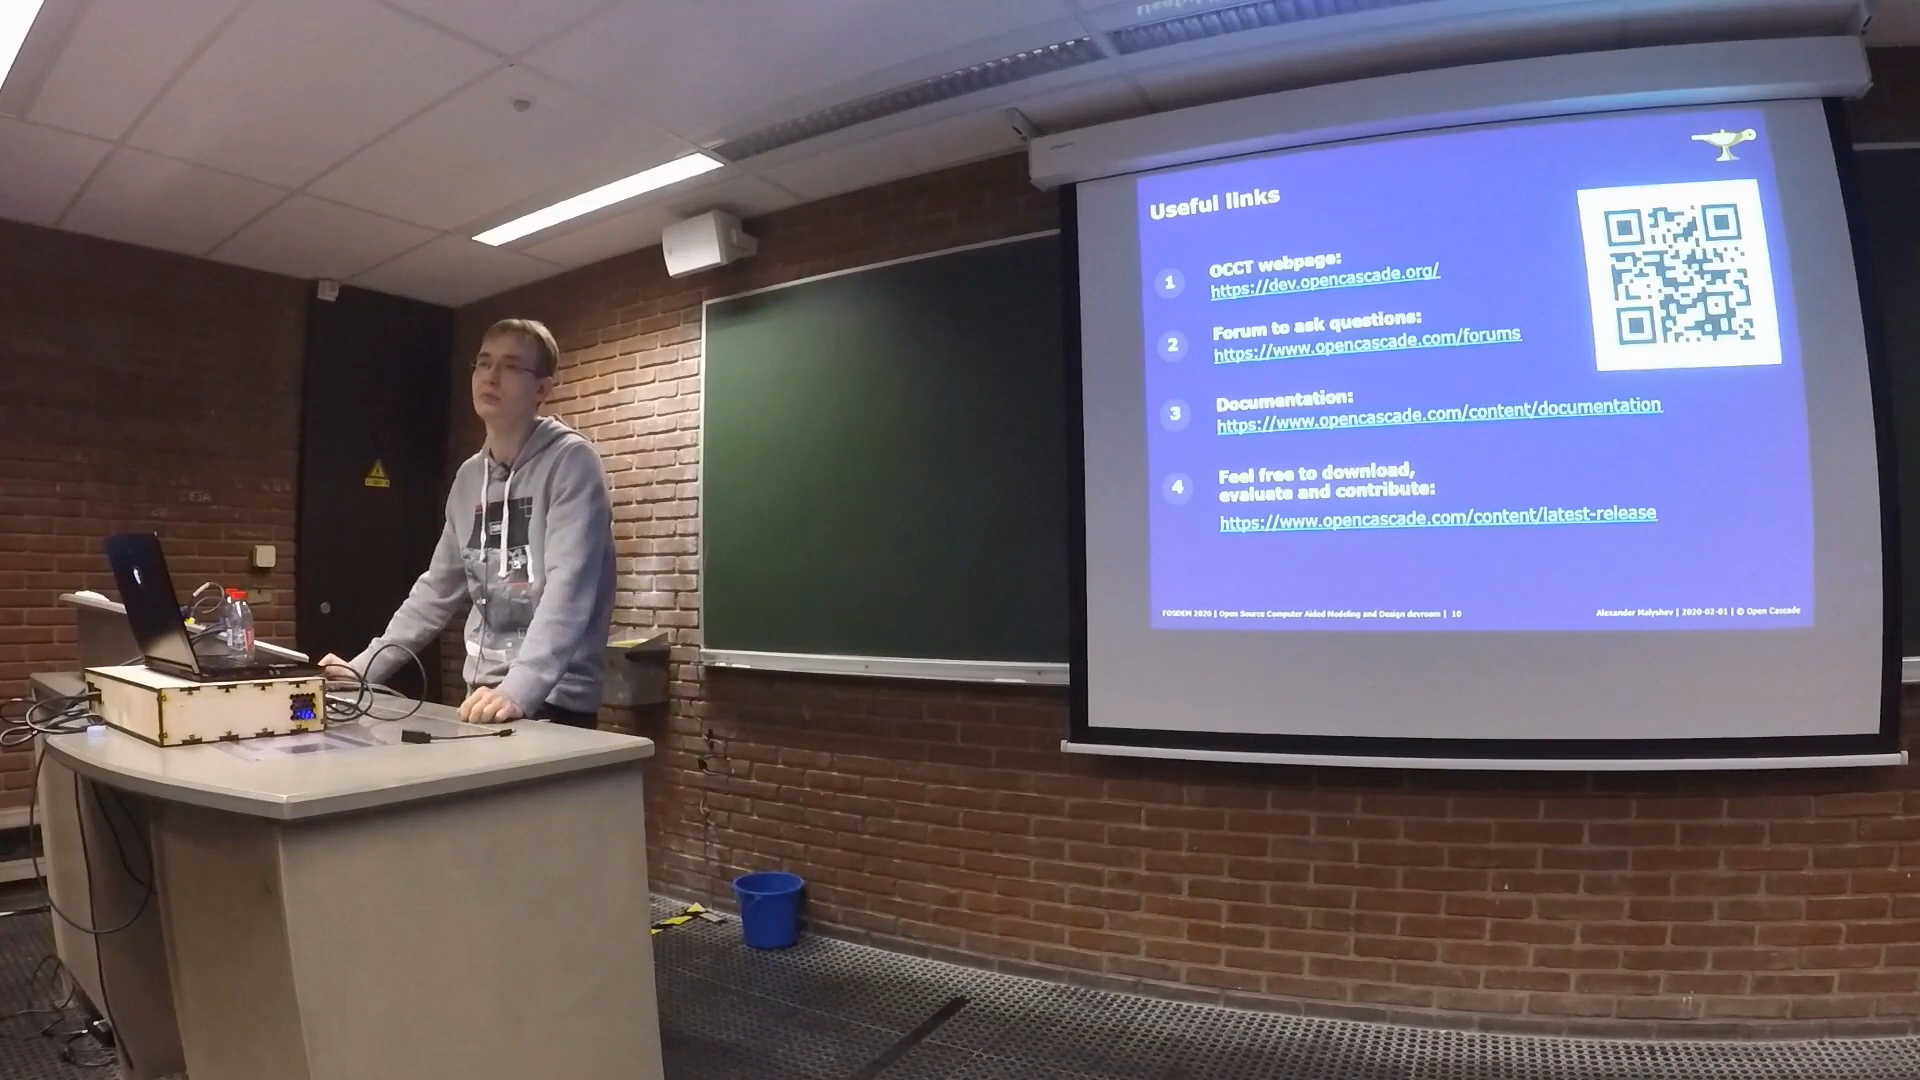 Useful links
1
OCCT webpage:
https://dev.opencascade.org/
2
Forum to ask questions:
https://www.opencascade.com/forums
3
Documentation:
https://www.opencascade.com/content/documentation
4
Feel free to download,
evaluate and contribute:
https://www.opencascade.com/content/latest-release
FOSDEM 2020 | Open Source Computer Aided Modeling and Design devroom | 10
Alexander Malyshev | 2020-02-01 | © Open Cascade